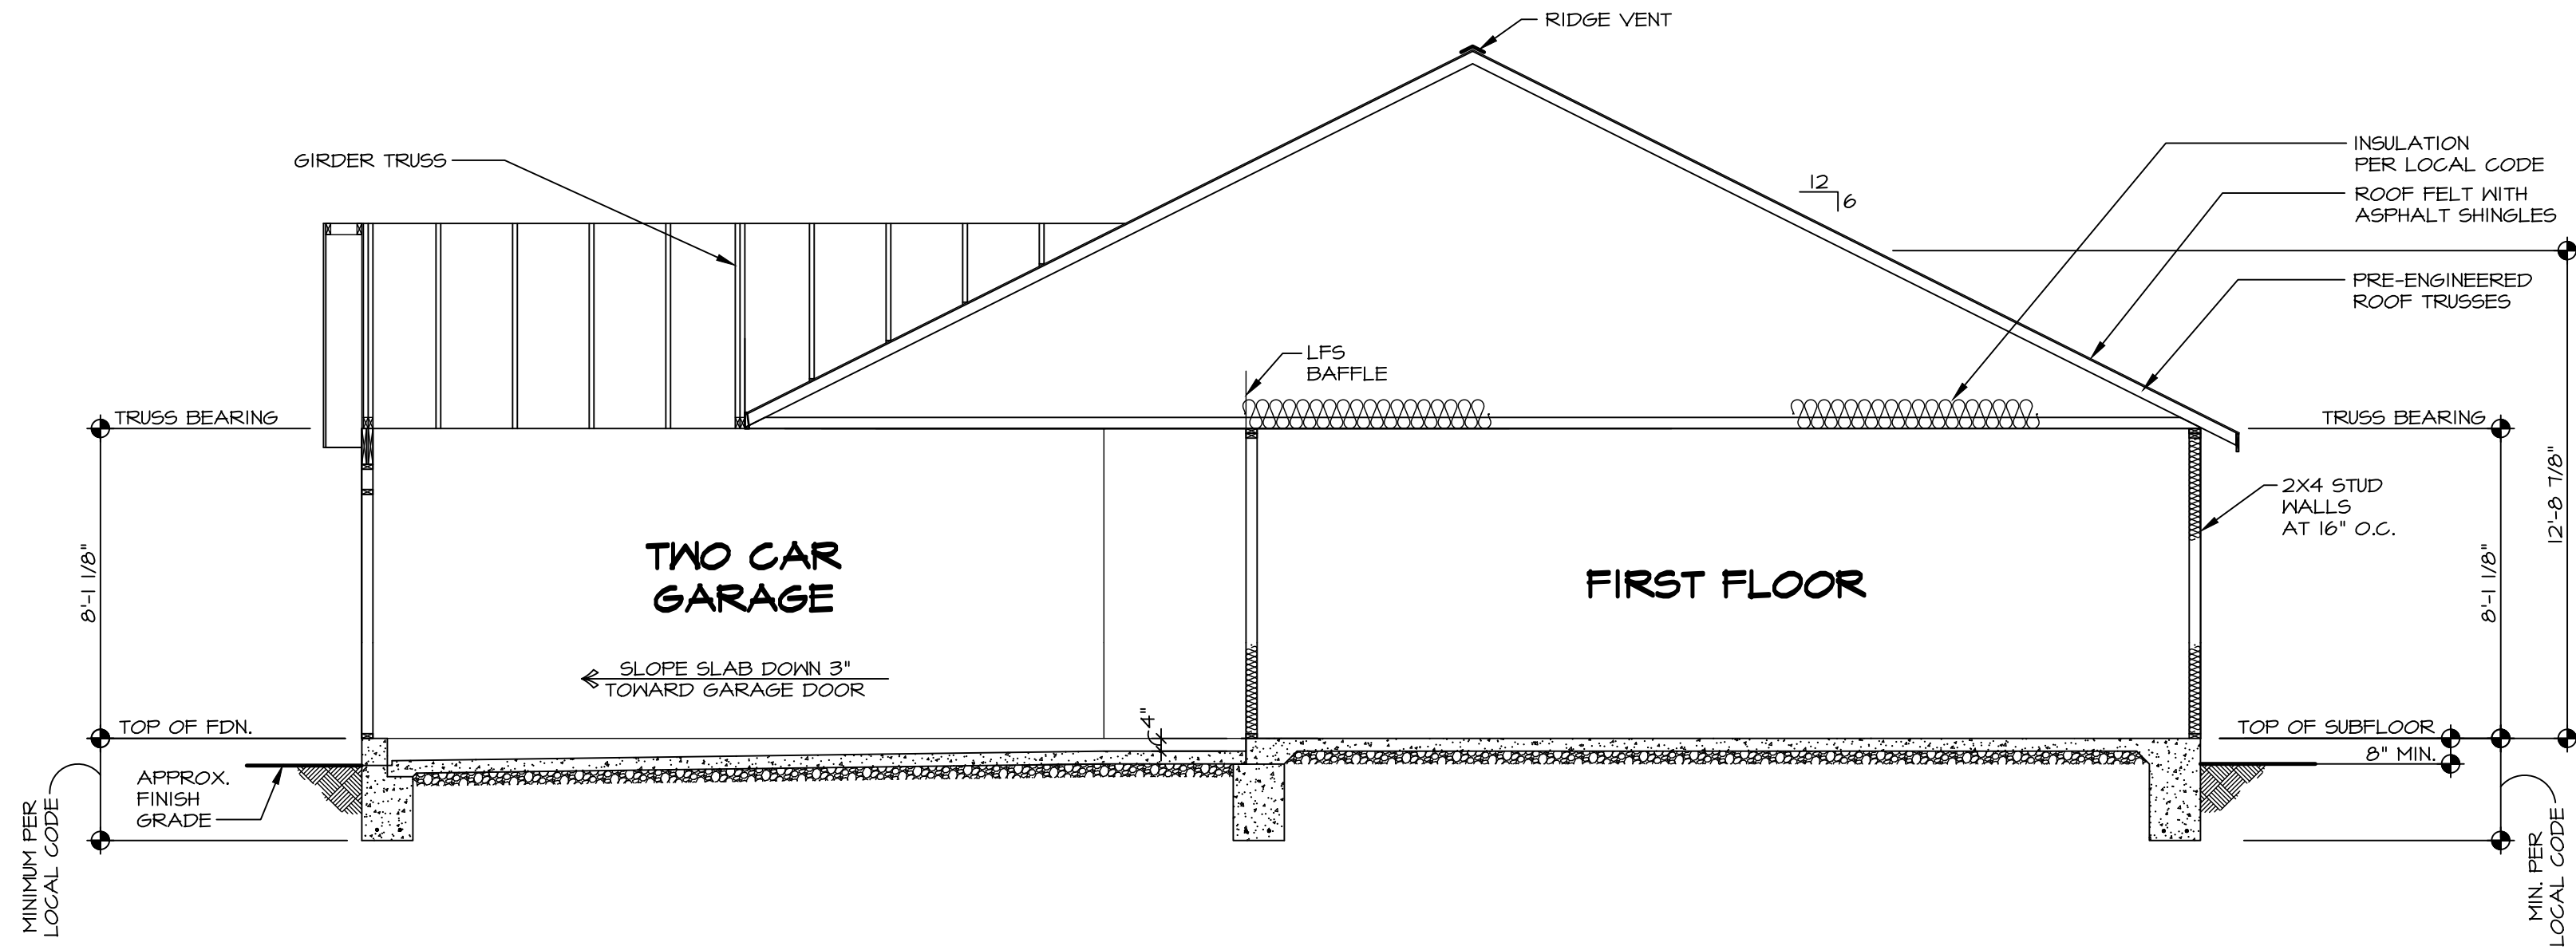 RIDGE VENT
GIRDER TRUSS
INSULATION
PER LOCAL CODE
ROOF FELT WITH
ASPHALT SHINGLES
12
6
PRE-ENGINEERED
ROOF TRUSSES
LFS
BAFFLE
TRUSS BEARING
TRUSS BEARING
2X4 STUD
WALLS
AT 16" O.C.
12'-8 7/8"
8'-1 1/8"
8'-1 1/8"
TWO CAR
GARAGE
FIRST FLOOR
SLOPE SLAB DOWN 3"
TOWARD GARAGE DOOR
4"
TOP OF FDN.
TOP OF SUBFLOOR
8" MIN.
APPROX.
FINISH
GRADE
MINIMUM PER
LOCAL CODE
MIN. PER
LOCAL CODE